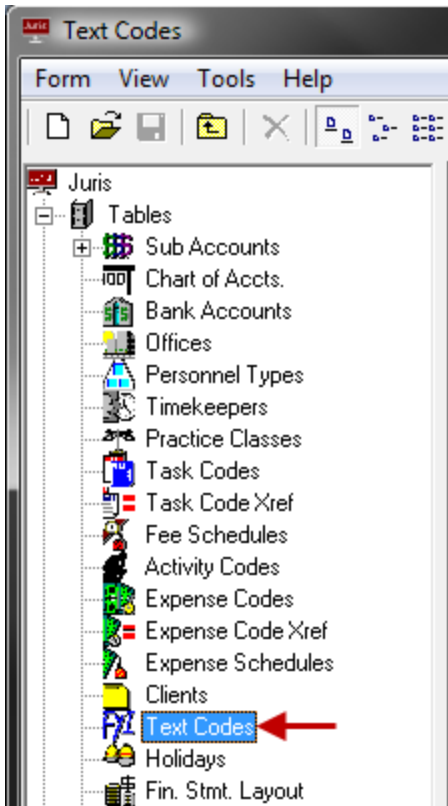 Text Codes
Form View Tools Help
Juris
Tables
Sub Accounts
Chart of Accts.
Bank Accounts
Offices
Personnel Types
Timekeepers
Practice Classes
Task Codes
Task Code Xref
Fee Schedules
Activity Codes
Expense Codes
Expense Code Xref
Expense Schedules
Clients
Text Codes
Holidays
Fin. Stmt. Layout